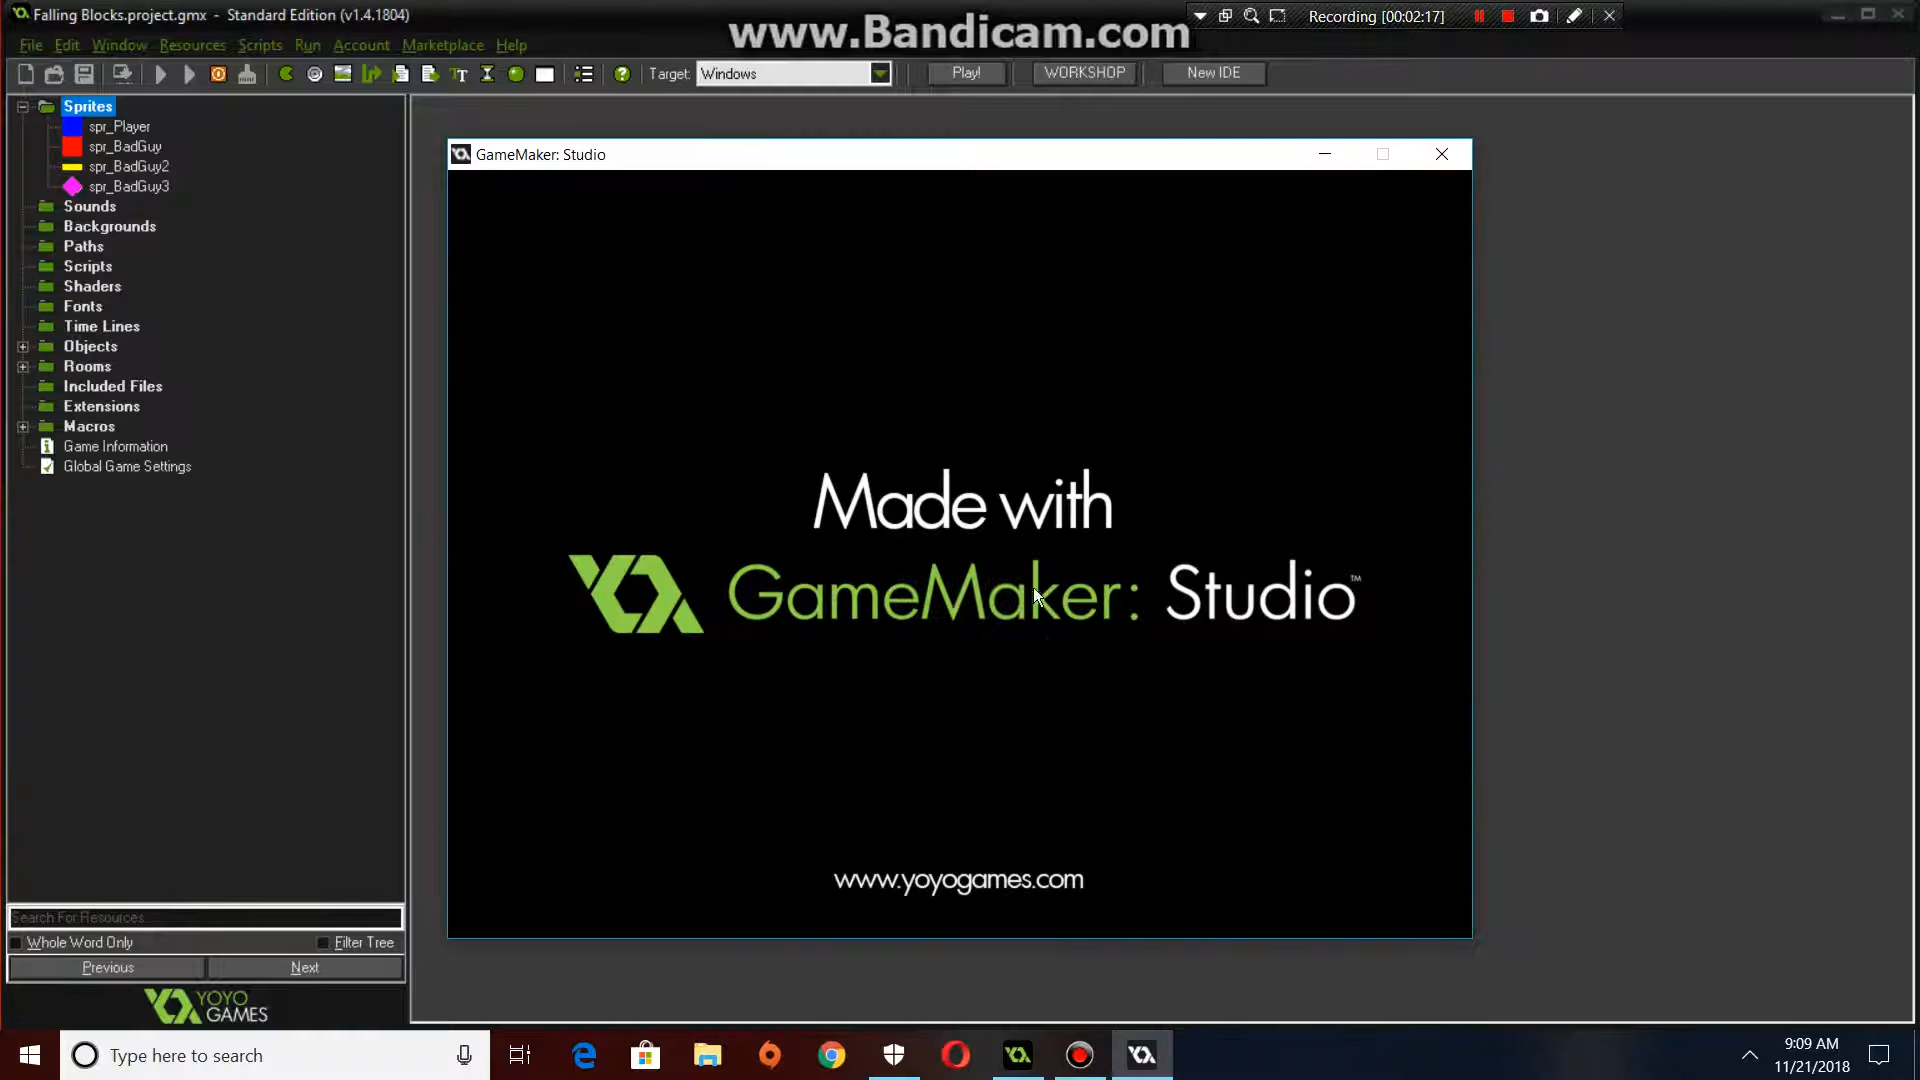 Falling Blocks.project.gmx - Standard Edition (v1.4.1804)
www.Bandicam.com
Recording [00:02:17]
File Edit Window Resources Scripts Run Account Marketplace Help
Target: Windows Play! WORKSHOP New IDE
Sprites
spr_Player
spr_BadGuy
spr_BadGuy2
spr_BadGuy3
Sounds
Backgrounds
Paths
Scripts
Shaders
Fonts
Time Lines
Objects
Rooms
Included Files
Extensions
Macros
Game Information
Global Game Settings
GameMaker: Studio
Made with
GameMaker: Studio™
www.yoyogames.com
Search For Resources
Whole Word Only Filter Tree
Previous Next
YOYO
GAMES
Type here to search
9:09 AM
11/21/2018